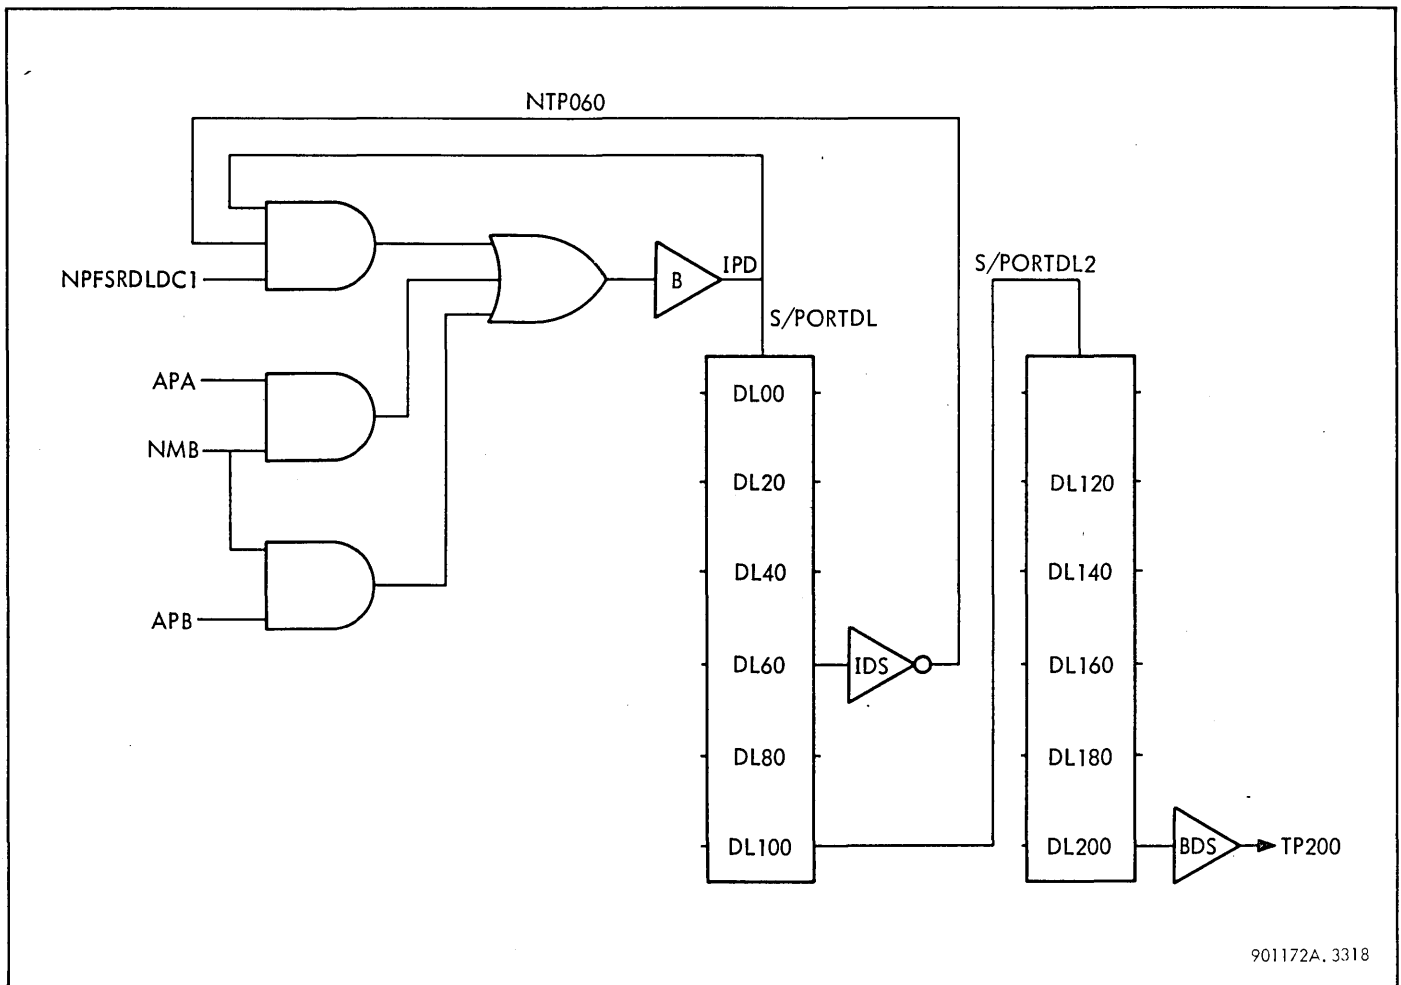 NTP060
NPFSRDLDC1
B
IPD
S/PORTDL
S/PORTDL2
APA
NMB
APB
DL00
DL20
DL40
DL60
DL80
DL100
IDS
DL120
DL140
DL160
DL180
DL200
BDS
TP200
901172A. 3318